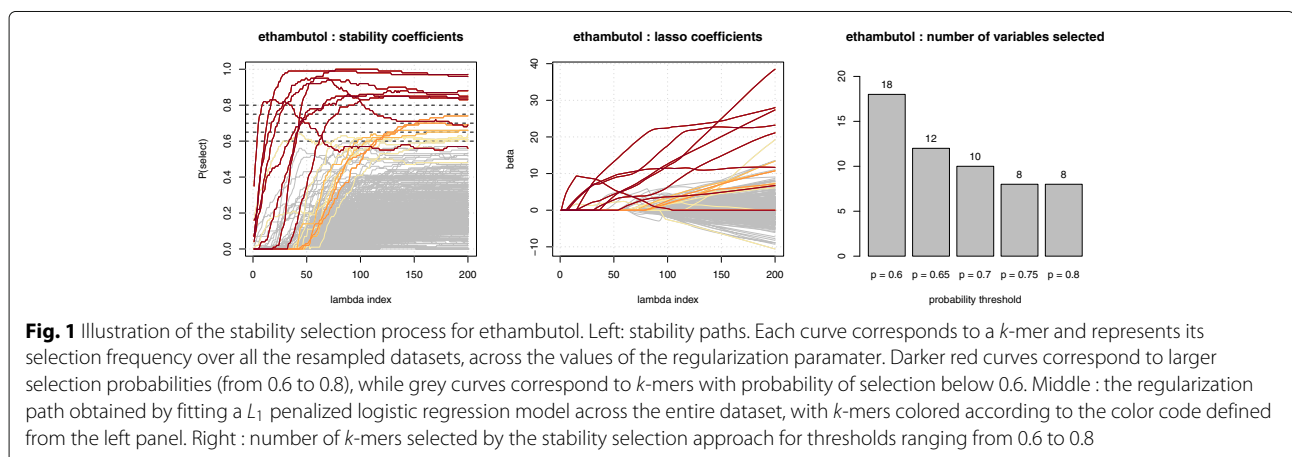 ethambutol : stability coefficients
P(select)
1.0
0.8
0.6
0.4
0.2
0.0
0 50 100 150 200
lambda index
ethambutol : lasso coefficients
beta
40
30
20
10
0
−10
0 50 100 150 200
lambda index
ethambutol : number of variables selected
20
15
10
5
0
18
12
10
8
8
p = 0.6 p = 0.65 p = 0.7 p = 0.75 p = 0.8
probability threshold
Fig. 1 Illustration of the stability selection process for ethambutol. Left: stability paths. Each curve corresponds to a k-mer and represents its
selection frequency over all the resampled datasets, across the values of the regularization paramater. Darker red curves correspond to larger
selection probabilities (from 0.6 to 0.8), while grey curves correspond to k-mers with probability of selection below 0.6. Middle : the regularization
path obtained by fitting a L1 penalized logistic regression model across the entire dataset, with k-mers colored according to the color code defined
from the left panel. Right : number of k-mers selected by the stability selection approach for thresholds ranging from 0.6 to 0.8